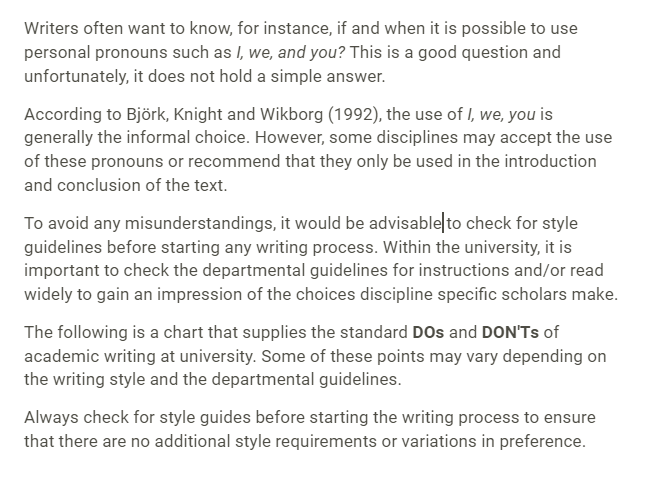 Writers often want to know, for instance, if and when it is possible to use
personal pronouns such as I, we, and you? This is a good question and
unfortunately, it does not hold a simple answer.
According to Björk, Knight and Wikborg (1992), the use of I, we, you is
generally the informal choice. However, some disciplines may accept the use
of these pronouns or recommend that they only be used in the introduction
and conclusion of the text.
To avoid any misunderstandings, it would be advisable to check for style
guidelines before starting any writing process. Within the university, it is
important to check the departmental guidelines for instructions and/or read
widely to gain an impression of the choices discipline specific scholars make.
The following is a chart that supplies the standard DOs and DON'Ts of
academic writing at university. Some of these points may vary depending on
the writing style and the departmental guidelines.
Always check for style guides before starting the writing process to ensure
that there are no additional style requirements or variations in preference.